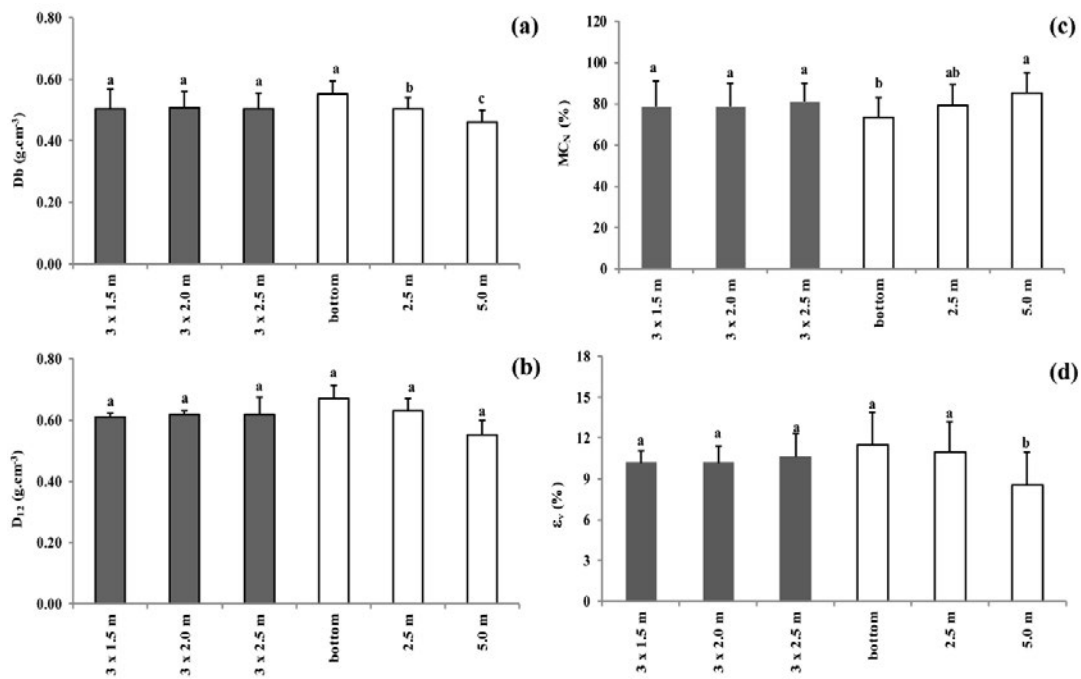 (a)
Db (g.cm⁻³)
0.80
0.60
0.40
0.20
0.00
a a a a b c
3 x 1.5 m
3 x 2.0 m
3 x 2.5 m
bottom
2.5 m
5.0 m
(c)
MC_N (%)
120
100
80
60
40
20
0
a a a b ab a
3 x 1.5 m
3 x 2.0 m
3 x 2.5 m
bottom
2.5 m
5.0 m
(b)
D₁₂ (g.cm⁻³)
0.80
0.60
0.40
0.20
0.00
a a a a a a
3 x 1.5 m
3 x 2.0 m
3 x 2.5 m
bottom
2.5 m
5.0 m
(d)
εᵥ (%)
18
15
12
9
6
3
0
a a a a a b
3 x 1.5 m
3 x 2.0 m
3 x 2.5 m
bottom
2.5 m
5.0 m